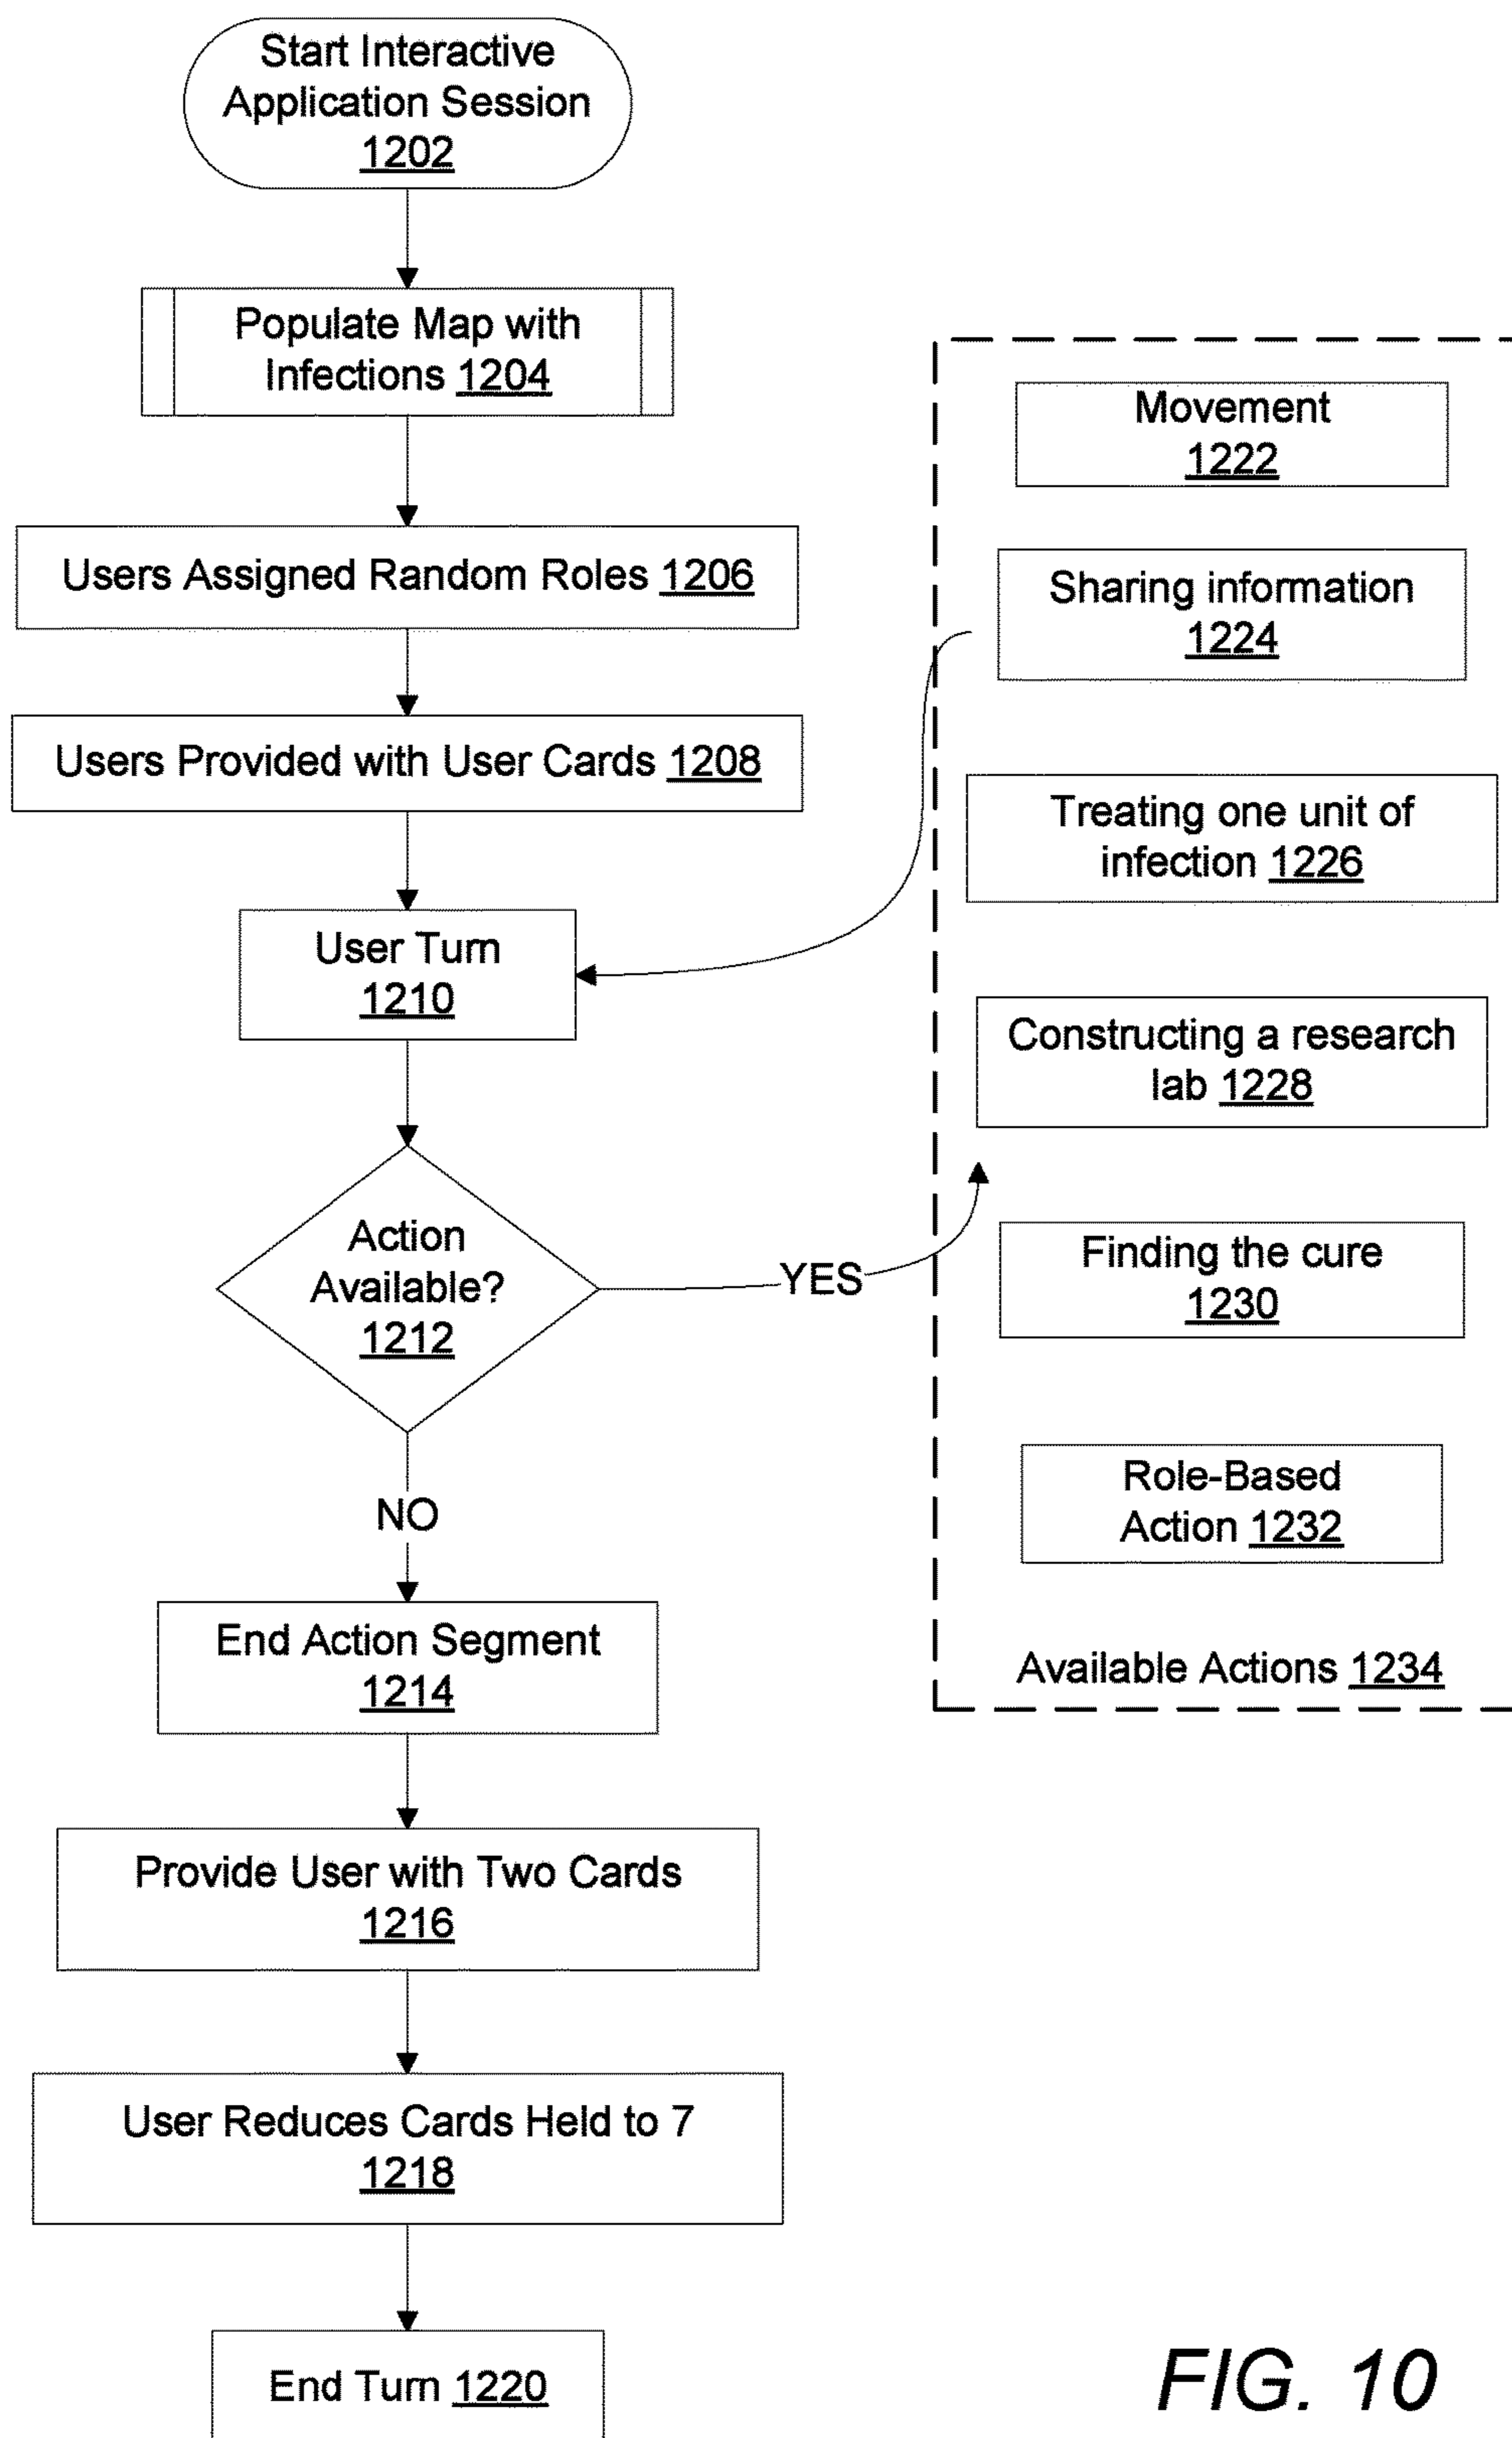 Start Interactive
Application Session
1202
Populate Map with
Infections 1204
Users Assigned Random Roles 1206
Users Provided with User Cards 1208
User Turn
1210
Action
Available?
1212
YES
NO
End Action Segment
1214
Provide User with Two Cards
1216
User Reduces Cards Held to 7
1218
End Turn 1220
Movement
1222
Sharing information
1224
Treating one unit of
infection 1226
Constructing a research
lab 1228
Finding the cure
1230
Role-Based
Action 1232
Available Actions 1234
FIG. 10